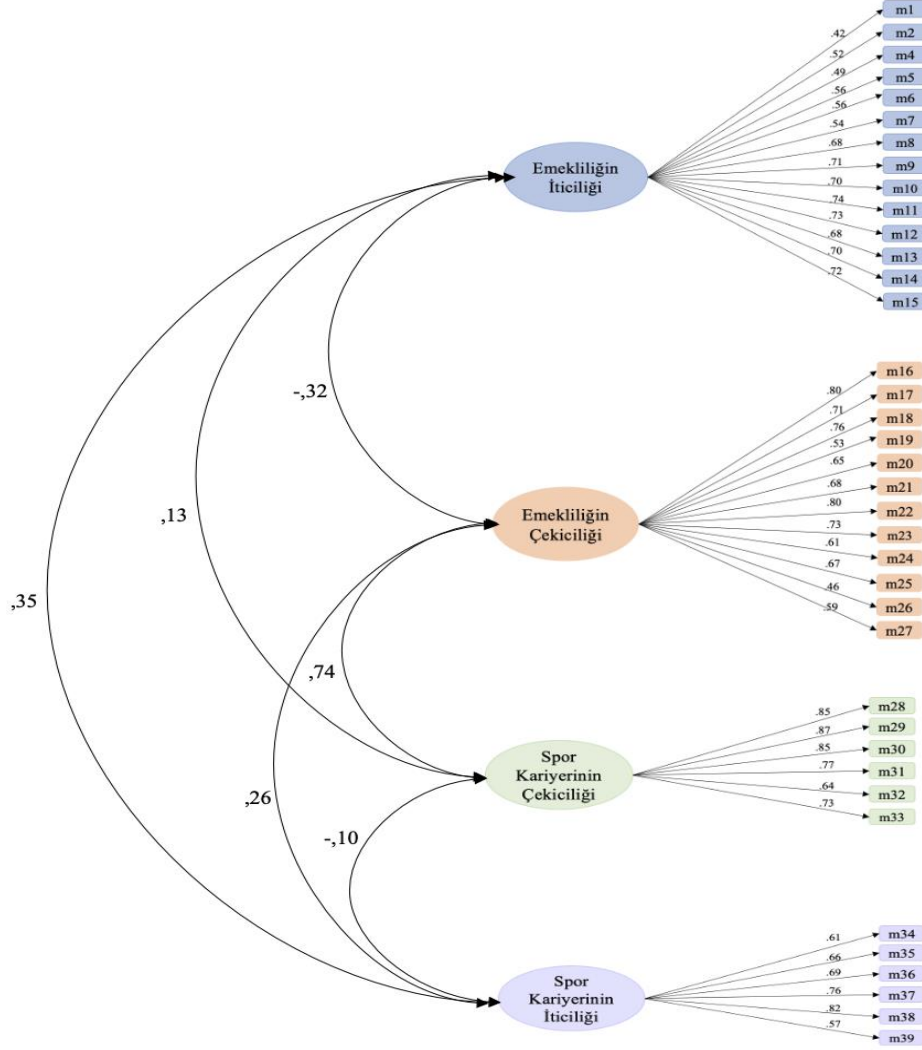 m1
m2
m4
m5
m6
m7
m8
m9
m10
m11
m12
m13
m14
m15
.42
.52
.49
.56
.56
.54
.68
.71
.70
.74
.73
.68
.70
.72
Emekliliğin
İticiliği
-,32
,13
,35
m16
m17
m18
m19
m20
m21
m22
m23
m24
m25
m26
m27
.80
.71
.76
.53
.65
.68
.80
.73
.61
.67
.46
.59
Emekliliğin
Çekiciliği
,74
,26
-,10
m28
m29
m30
m31
m32
m33
.85
.87
.85
.77
.64
.73
Spor
Kariyerinin
Çekiciliği
m34
m35
m36
m37
m38
m39
.61
.66
.69
.76
.82
.57
Spor
Kariyerinin
İticiliği